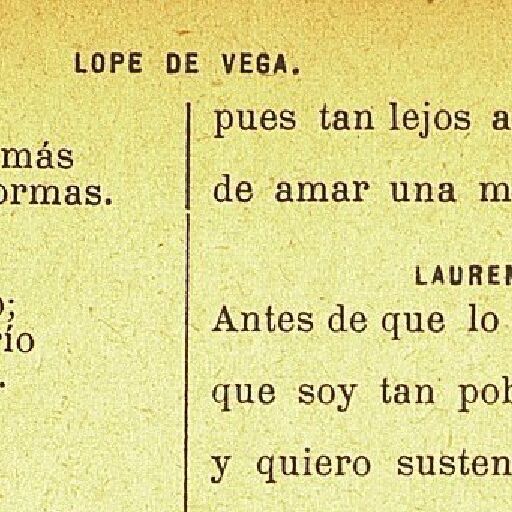 LOPE DE VEGA.
más
ormas.
o;
río
.
pues tan lejos a
de amar una m
LAUREN
Antes de que lo
que soy tan pob
y quiero susten